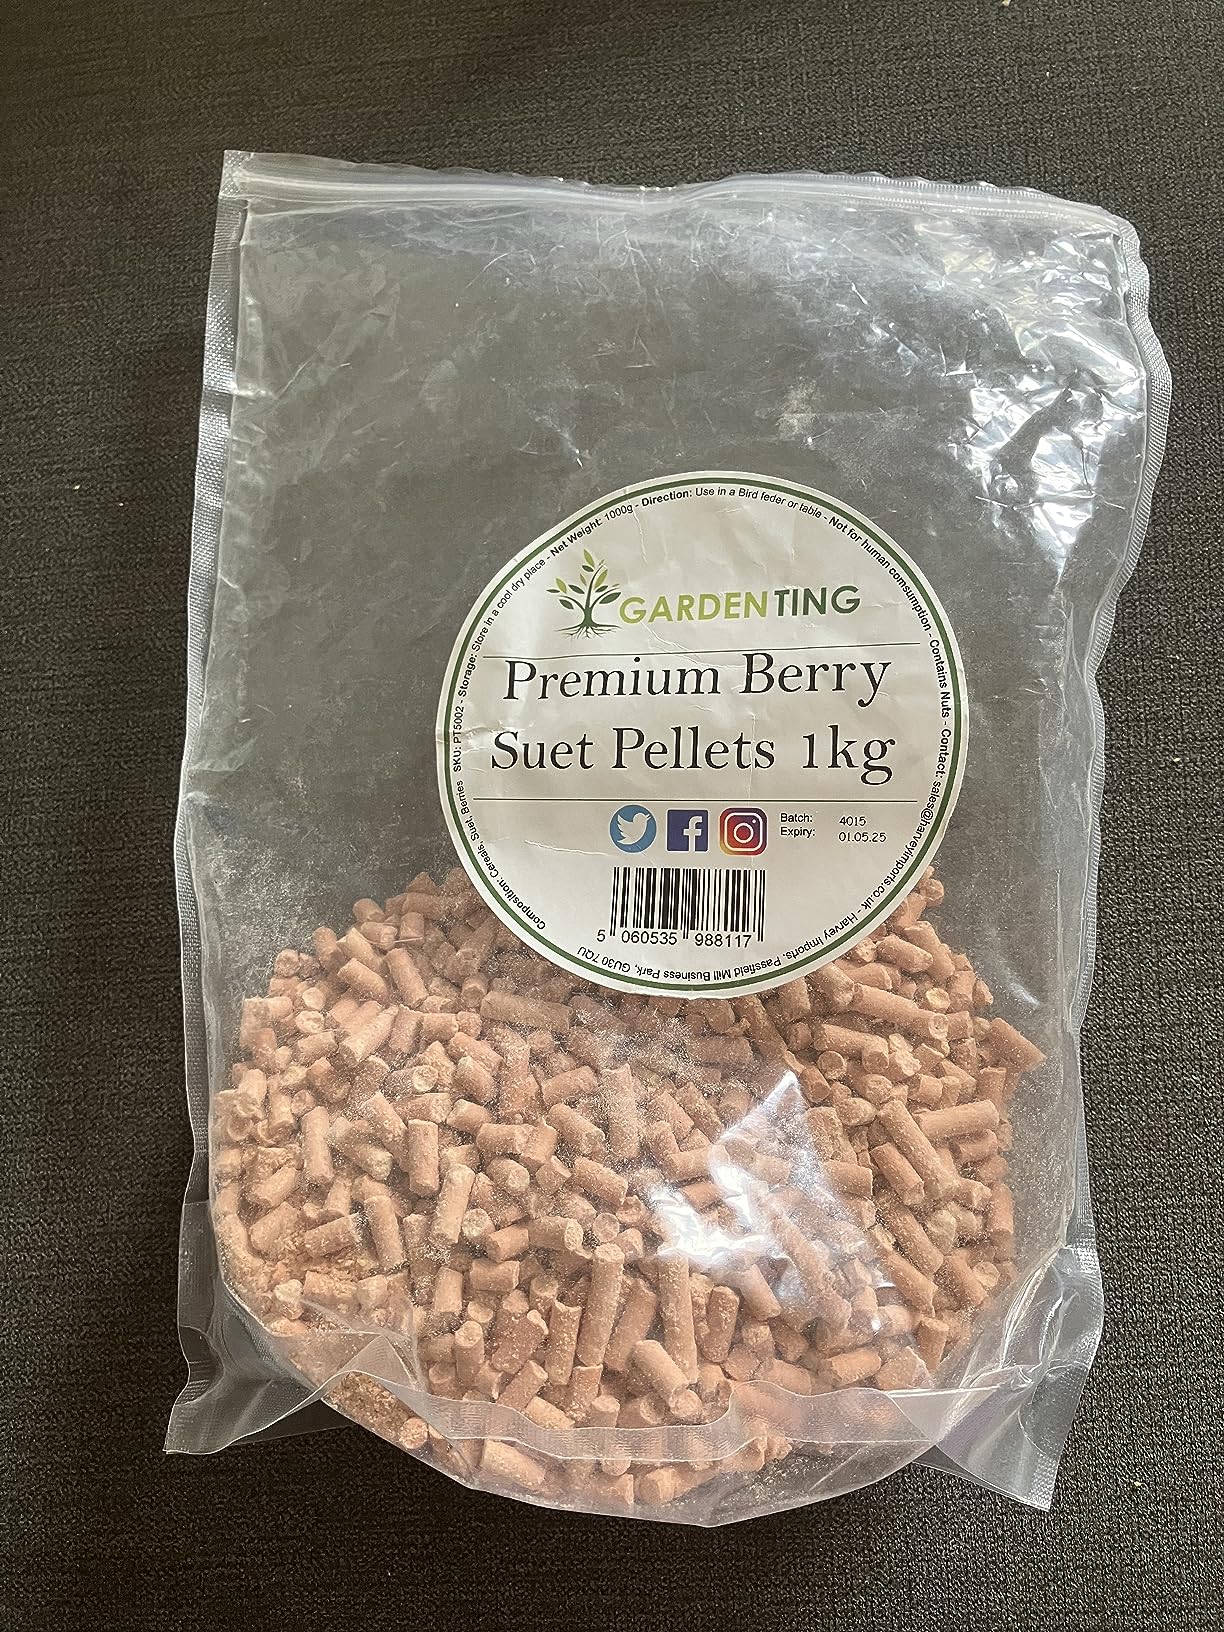 GARDENTING
Premium Berry
Suet Pellets 1kg
Batch: 4015
Expiry: 01.05.25
5 060535 988117
Composition: Cereals, Suet, Berries SKU: PT5002 - Storage: Store in a cool dry place - Net Weight: 1000g - Direction: Use in a Bird feder or table - Not for human comsumption - Contains Nuts - Contact: sales@harveyimports.co.uk - Harvey Imports, Passfield Mill Business Park, GU30 7QU